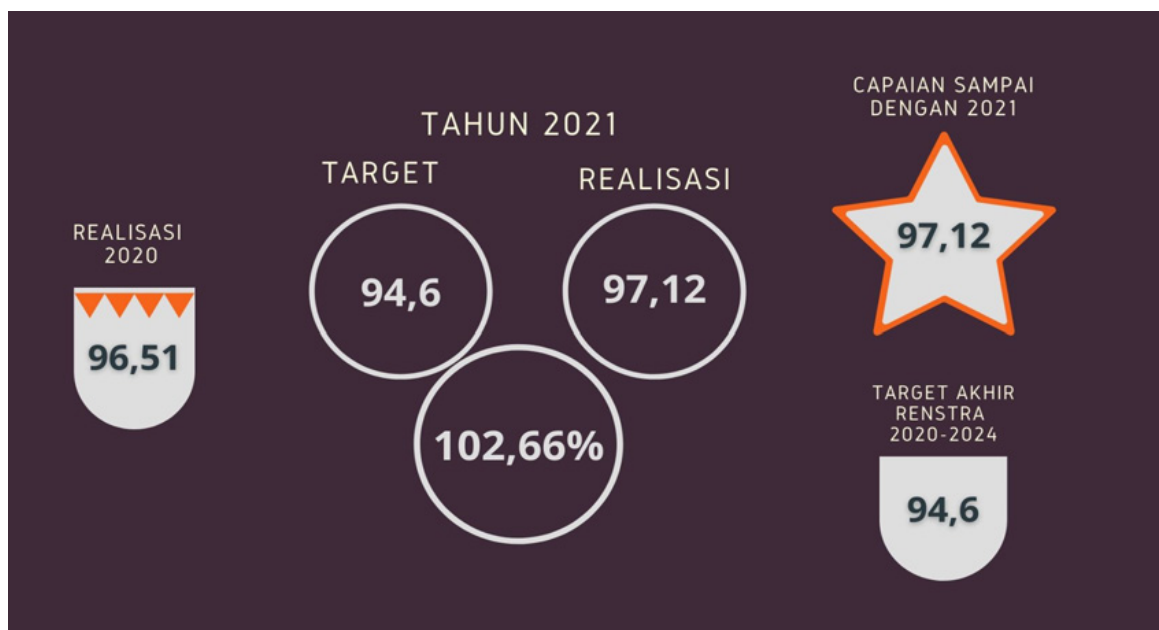 REALISASI
2020
96,51
TAHUN 2021
TARGET
94,6
REALISASI
97,12
102,66%
CAPAIAN SAMPAI
DENGAN 2021
97,12
TARGET AKHIR
RENSTRA
2020-2024
94,6